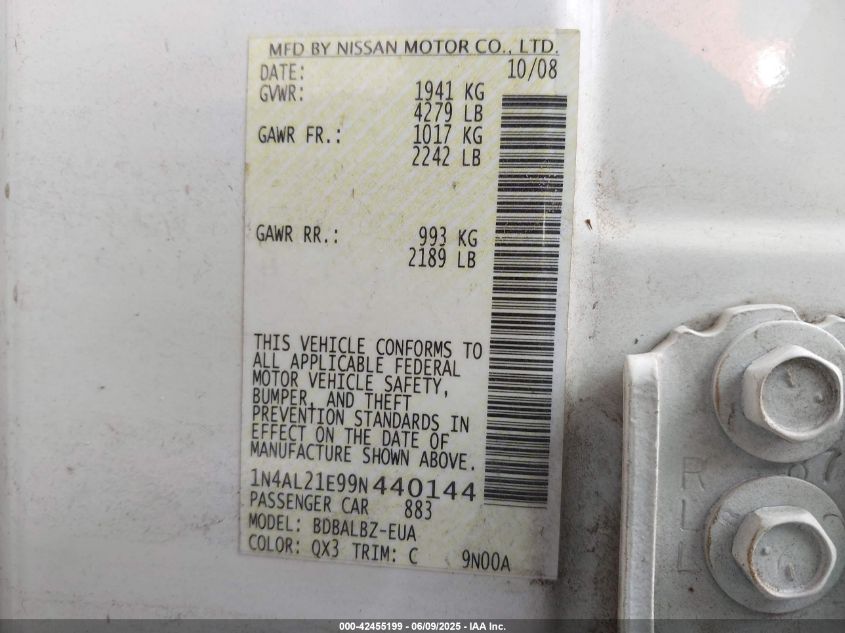 MFD BY NISSAN MOTOR CO., LTD.
DATE: 10/08
GVWR: 1941 KG
4279 LB
GAWR FR.: 1017 KG
2242 LB
GAWR RR.: 993 KG
2189 LB
THIS VEHICLE CONFORMS TO
ALL APPLICABLE FEDERAL
MOTOR VEHICLE SAFETY,
BUMPER, AND THEFT
PREVENTION STANDARDS IN
EFFECT ON THE DATE OF
MANUFACTURE SHOWN ABOVE.
1N4AL21E99N440144
PASSENGER CAR 883
MODEL: BDBALBZ-EUA
COLOR: QX3 TRIM: C 9N00A
R
L
L
000-42455199 - 06/09/2025 - IAA Inc.